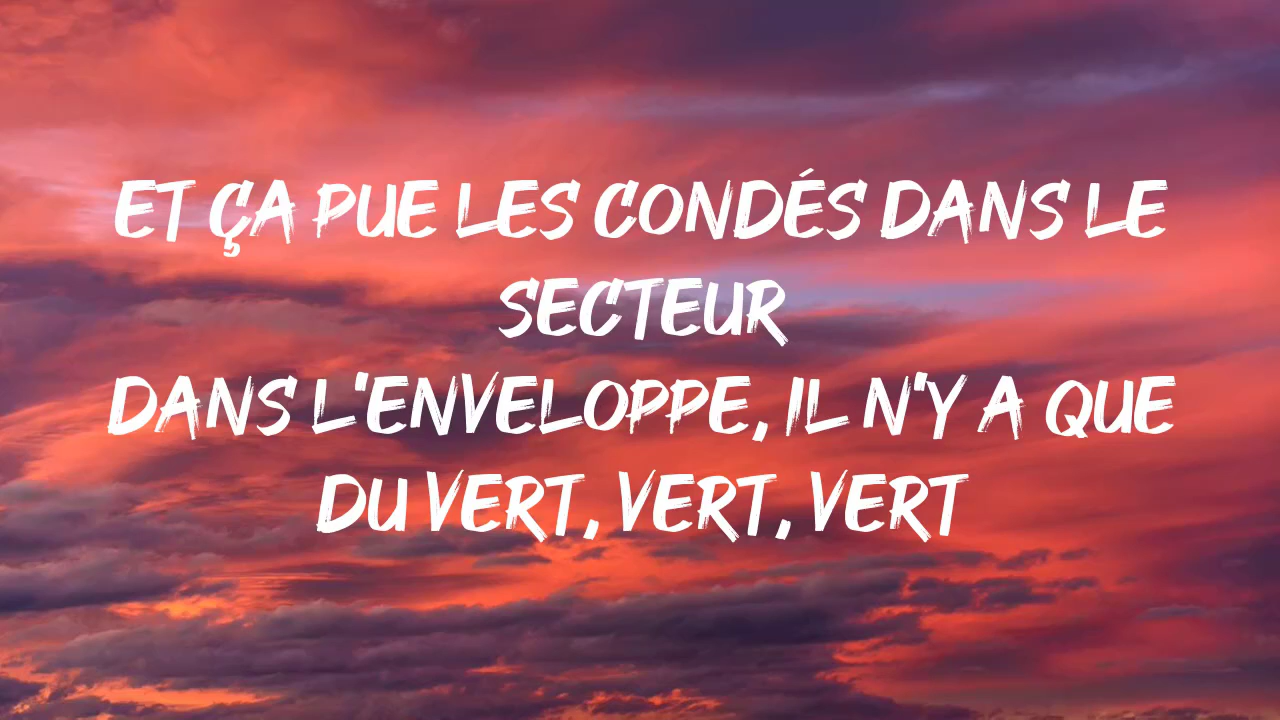 ET ÇA PUE LES CONDÉS DANS LE
SECTEUR
DANS L'ENVELOPPE, IL N'Y A QUE
DU VERT, VERT, VERT